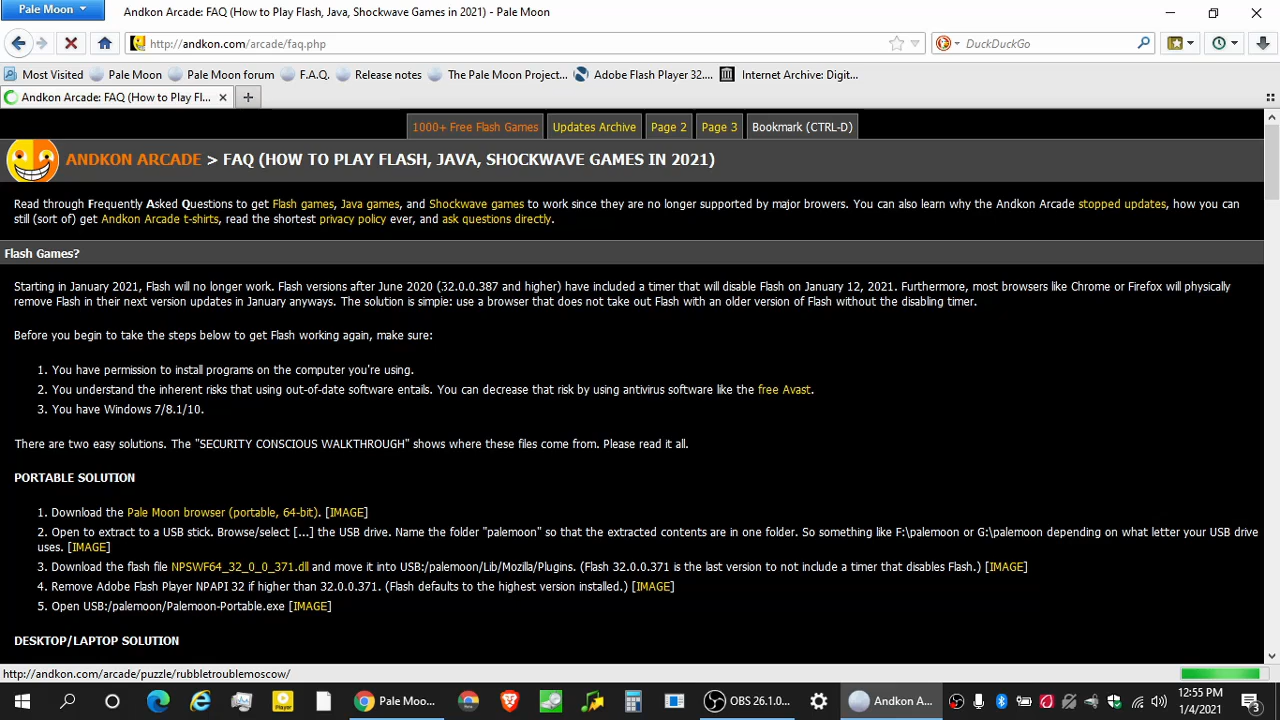 Pale Moon
Andkon Arcade: FAQ (How to Play Flash, Java, Shockwave Games in 2021) - Pale Moon
http://andkon.com/arcade/faq.php
DuckDuckGo
Most Visited Pale Moon Pale Moon forum F.A.Q. Release notes The Pale Moon Project... Adobe Flash Player 32.... Internet Archive: Digit...
Andkon Arcade: FAQ (How to Play Fl...
1000+ Free Flash Games Updates Archive Page 2 Page 3 Bookmark (CTRL-D)
ANDKON ARCADE > FAQ (HOW TO PLAY FLASH, JAVA, SHOCKWAVE GAMES IN 2021)
Read through Frequently Asked Questions to get Flash games, Java games, and Shockwave games to work since they are no longer supported by major browsers. You can also learn why the Andkon Arcade stopped updates, how you can
still (sort of) get Andkon Arcade t-shirts, read the shortest privacy policy ever, and ask questions directly.
Flash Games?
Starting in January 2021, Flash will no longer work. Flash versions after June 2020 (32.0.0.387 and higher) have included a timer that will disable Flash on January 12, 2021. Furthermore, most browsers like Chrome or Firefox will physically
remove Flash in their next version updates in January anyways. The solution is simple: use a browser that does not take out Flash with an older version of Flash without the disabling timer.
Before you begin to take the steps below to get Flash working again, make sure:
1. You have permission to install programs on the computer you're using.
2. You understand the inherent risks that using out-of-date software entails. You can decrease that risk by using antivirus software like the free Avast.
3. You have Windows 7/8.1/10.
There are two easy solutions. The "SECURITY CONSCIOUS WALKTHROUGH" shows where these files come from. Please read it all.
PORTABLE SOLUTION
1. Download the Pale Moon browser (portable, 64-bit). [IMAGE]
2. Open to extract to a USB stick. Browse/select [...] the USB drive. Name the folder "palemoon" so that the extracted contents are in one folder. So something like F:\palemoon or G:\palemoon depending on what letter your USB drive
uses. [IMAGE]
3. Download the flash file NPSWF64_32_0_0_371.dll and move it into USB:/palemoon/Lib/Mozilla/Plugins. (Flash 32.0.0.371 is the last version to not include a timer that disables Flash.) [IMAGE]
4. Remove Adobe Flash Player NPAPI 32 if higher than 32.0.0.371. (Flash defaults to the highest version installed.) [IMAGE]
5. Open USB:/palemoon/Palemoon-Portable.exe [IMAGE]
DESKTOP/LAPTOP SOLUTION
http://andkon.com/arcade/puzzle/rubbletroublemoscow/
Player
Pale Moon...
OBS 26.1.0...
Andkon A...
12:55 PM
1/4/2021
3